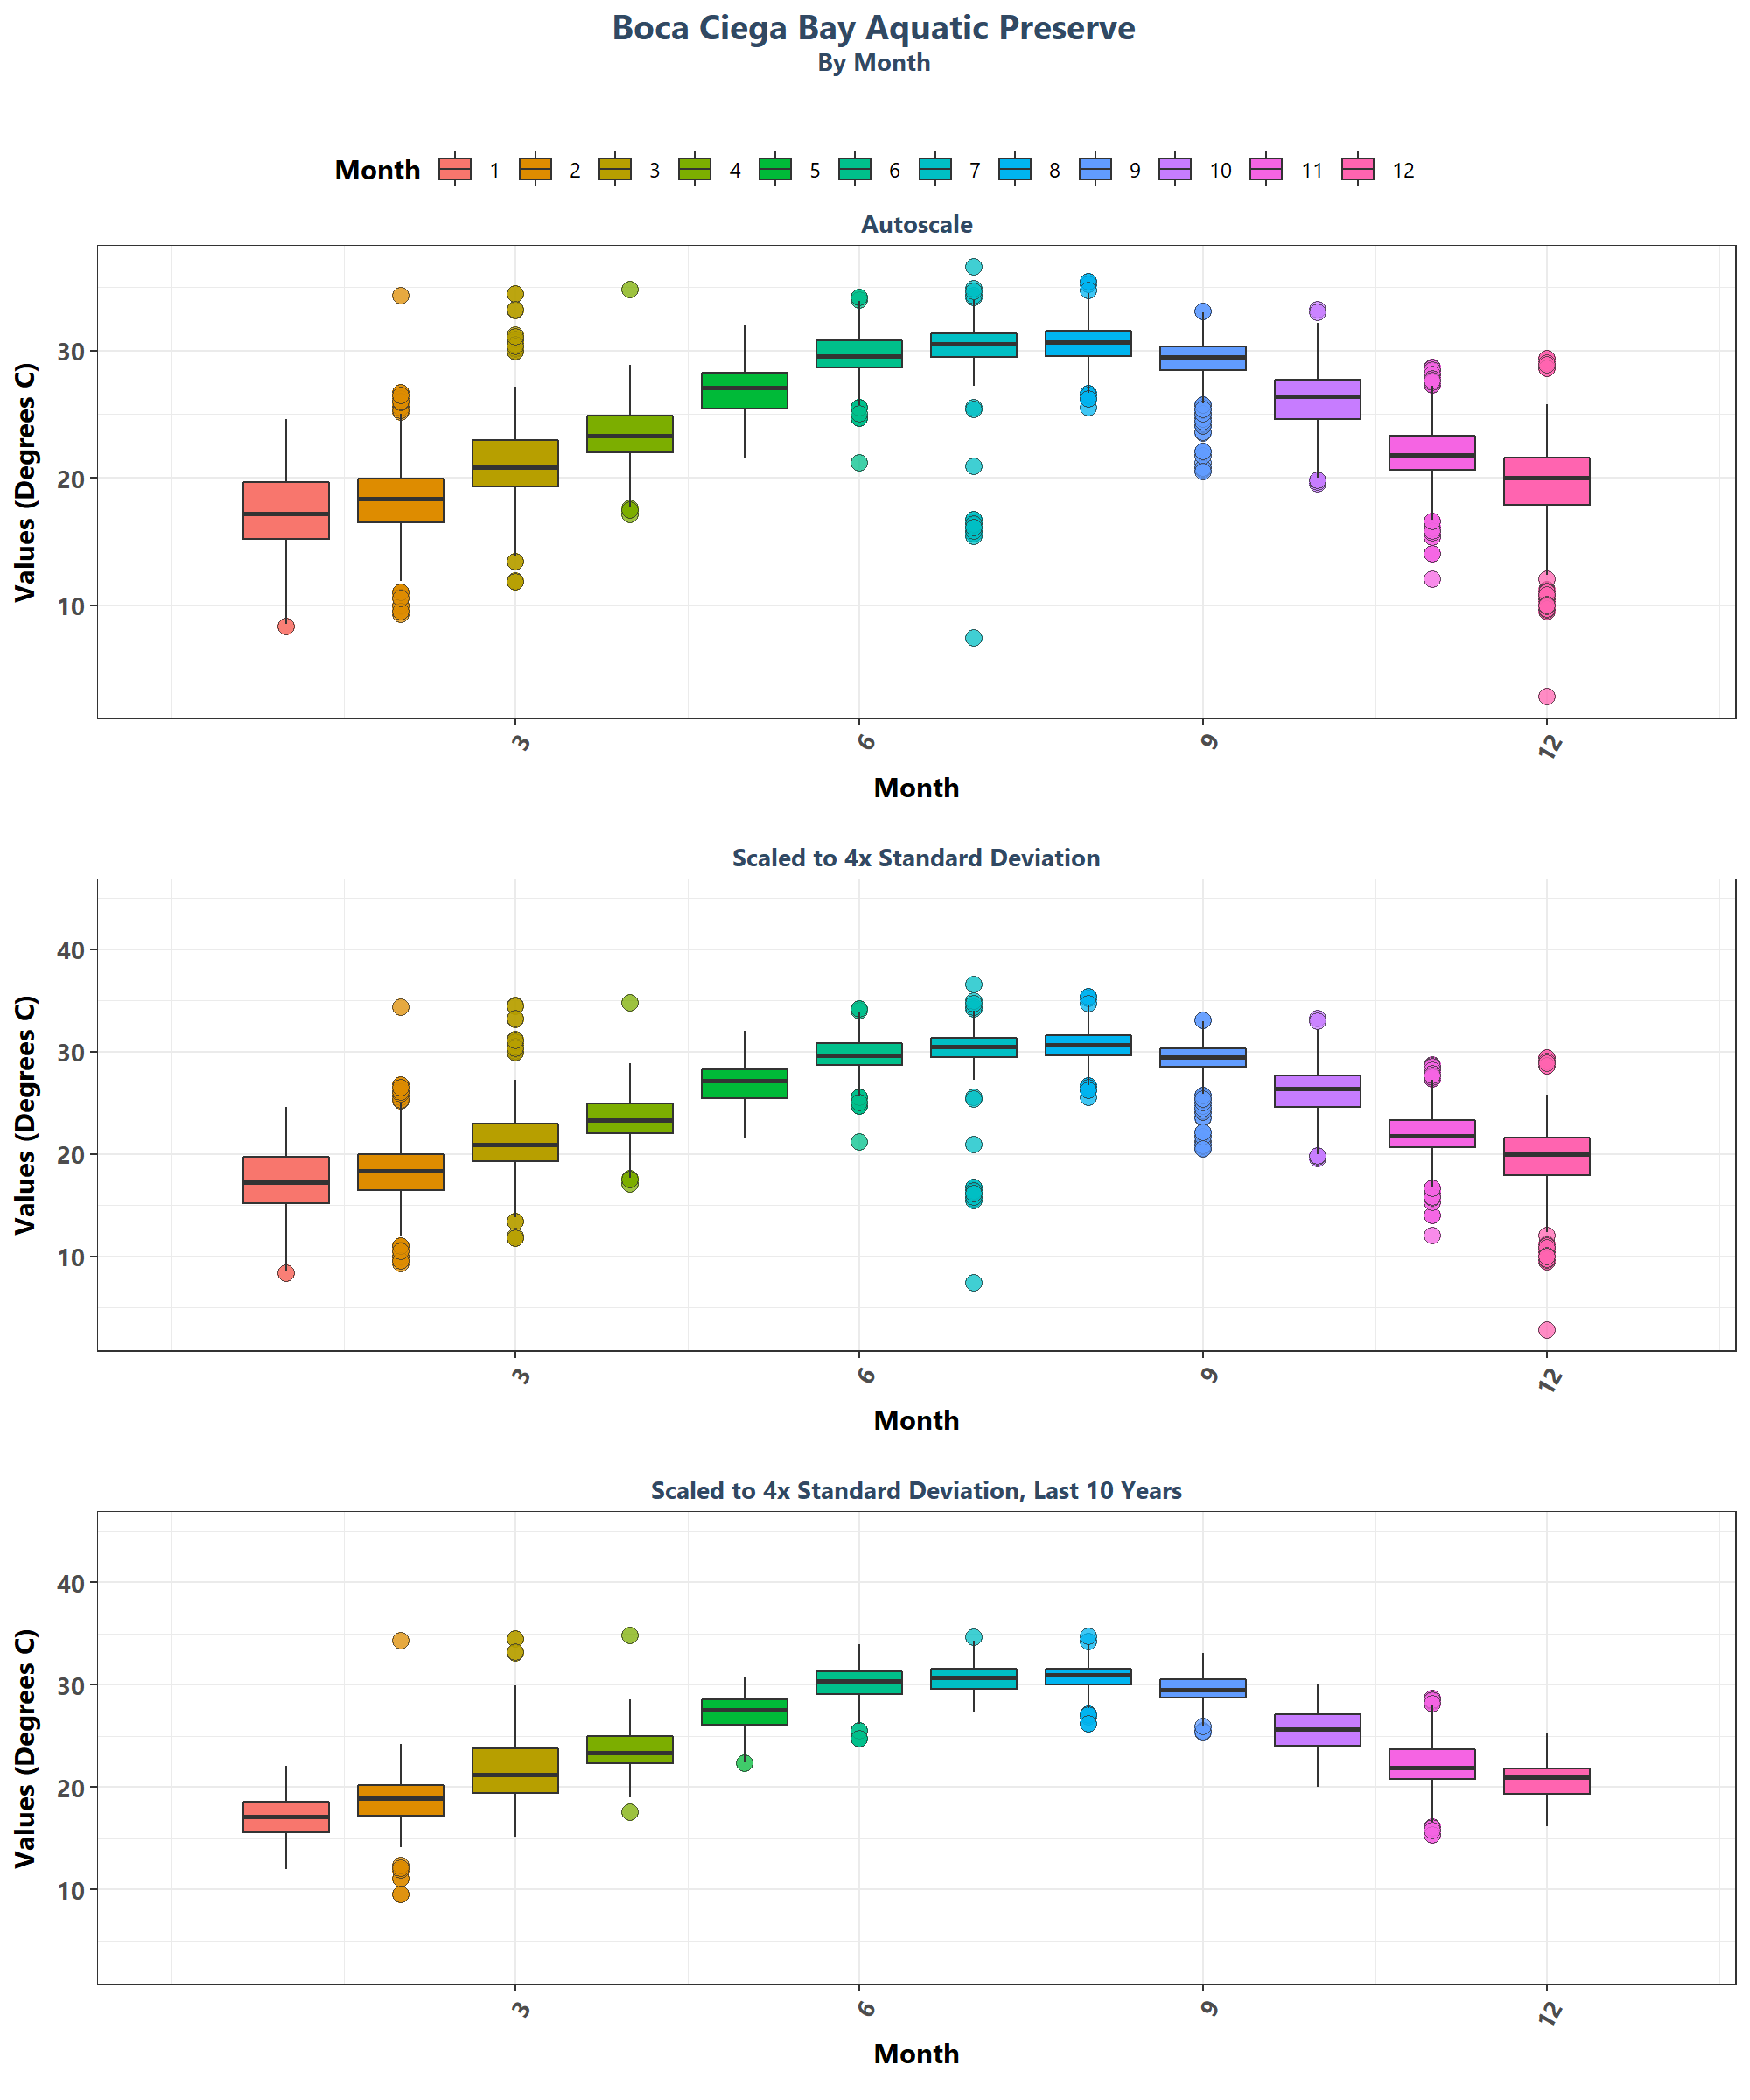 Boca Ciega Bay Aquatic Preserve
By Month
Month 1 2 3 4 5 6 7 8 9 10 11 12
Autoscale
Values (Degrees C)
30
20
10
3 6 9 12
Month
Scaled to 4x Standard Deviation
Values (Degrees C)
40
30
20
10
3 6 9 12
Month
Scaled to 4x Standard Deviation, Last 10 Years
Values (Degrees C)
40
30
20
10
3 6 9 12
Month